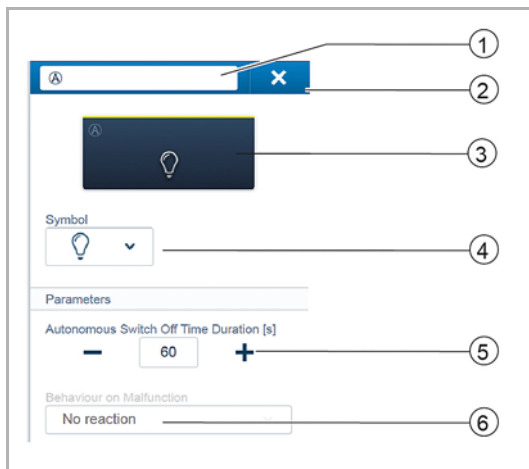 Ⓐ
①
②
Ⓐ
③
Symbol
④
Parameters
Autonomous Switch Off Time Duration [s]
60
⑤
Behaviour on Malfunction
No reaction
⑥